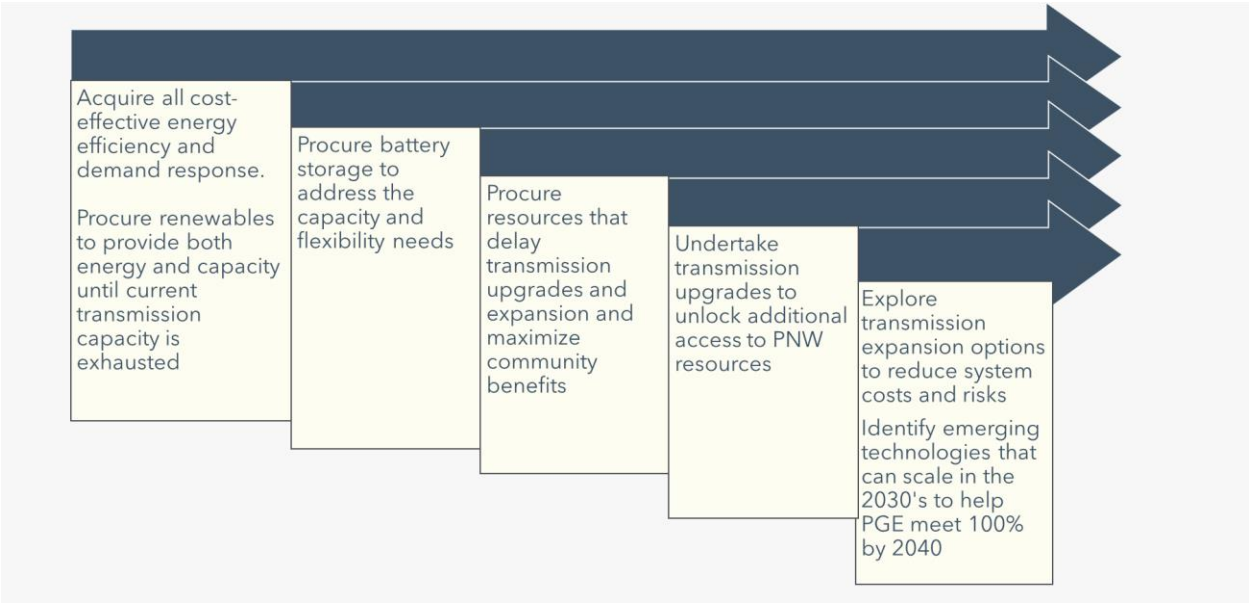 Acquire all cost-
effective energy
efficiency and
demand response.
Procure renewables
to provide both
energy and capacity
until current
transmission
capacity is
exhausted
Procure battery
storage to
address the
capacity and
flexibility needs
Procure
resources that
delay
transmission
upgrades and
expansion and
maximize
community
benefits
Undertake
transmission
upgrades to
unlock additional
access to PNW
resources
Explore
transmission
expansion options
to reduce system
costs and risks
Identify emerging
technologies that
can scale in the
2030's to help
PGE meet 100%
by 2040